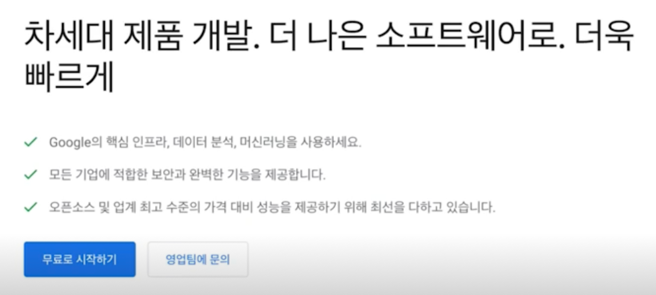 차세대 제품 개발. 더 나은 소프트웨어로. 더욱
빠르게
Google의 핵심 인프라, 데이터 분석, 머신러닝을 사용하세요.
모든 기업에 적합한 보안과 완벽한 기능을 제공합니다.
오픈소스 및 업계 최고 수준의 가격 대비 성능을 제공하기 위해 최선을 다하고 있습니다.
무료로 시작하기
영업팀에 문의